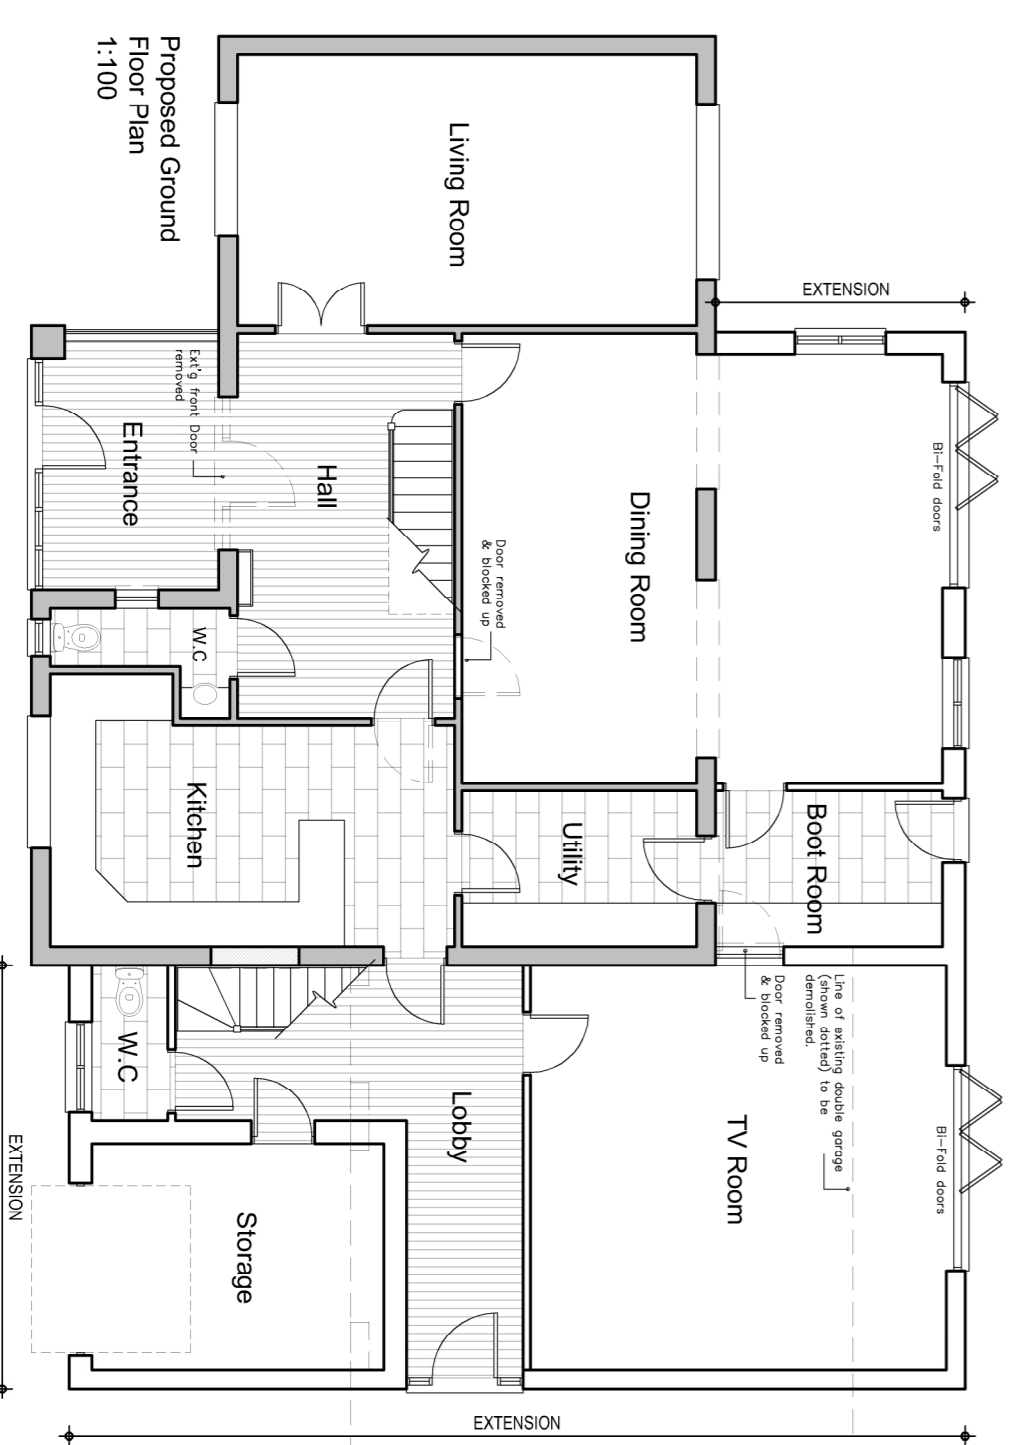 Proposed Ground
Floor Plan
1:100
Living Room
EXTENSION
Ext'g front Door
removed
Entrance
Hall
Dining Room
Bi-Fold doors
Door removed
& blocked up
W.C
Kitchen
Utility
Boot Room
Door removed
& blocked up
Line of existing double garage
(shown dotted) to be
demolished.
W.C
Lobby
TV Room
Bi-Fold doors
Storage
EXTENSION
EXTENSION